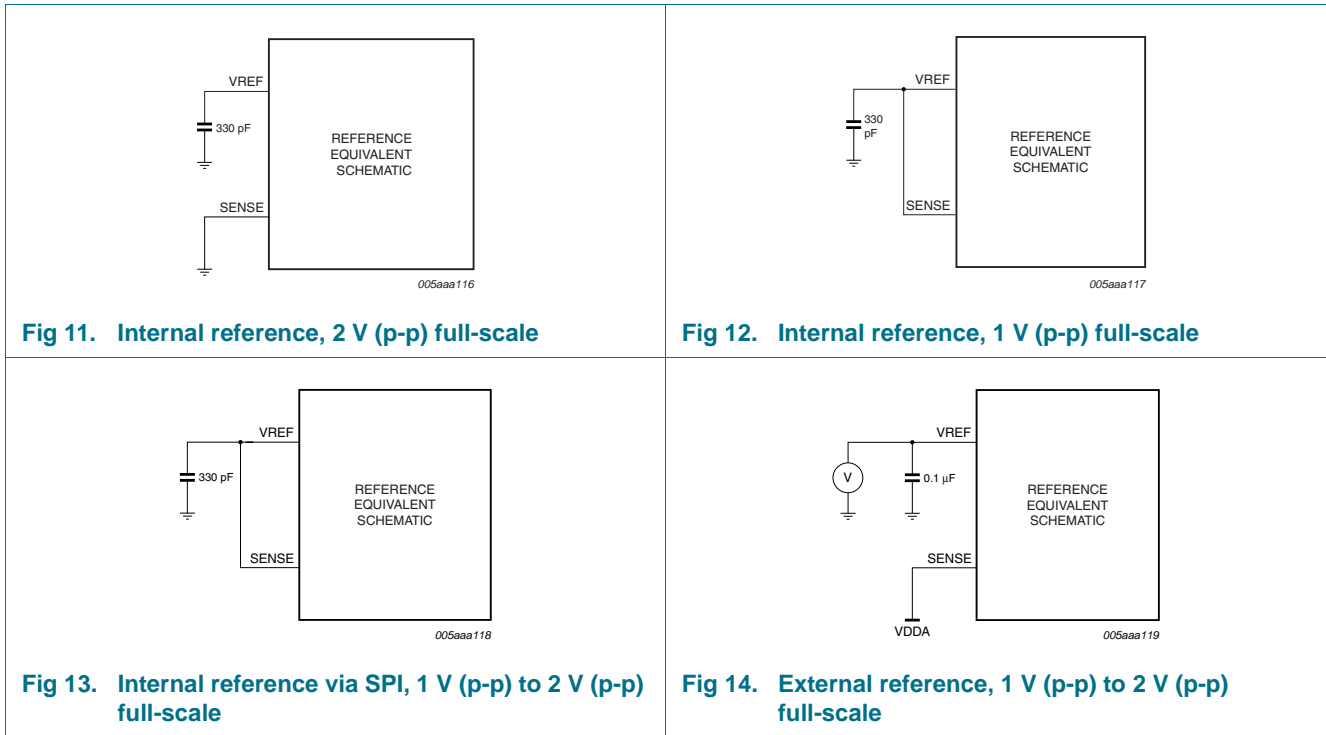 VREF
330 pF
REFERENCE
EQUIVALENT
SCHEMATIC
SENSE
005aaa116
Fig 11. Internal reference, 2 V (p-p) full-scale
VREF
330
pF
REFERENCE
EQUIVALENT
SCHEMATIC
SENSE
005aaa117
Fig 12. Internal reference, 1 V (p-p) full-scale
VREF
330 pF
REFERENCE
EQUIVALENT
SCHEMATIC
SENSE
005aaa118
Fig 13. Internal reference via SPI, 1 V (p-p) to 2 V (p-p)
full-scale
VREF
V
0.1 μF
REFERENCE
EQUIVALENT
SCHEMATIC
SENSE
VDDA
005aaa119
Fig 14. External reference, 1 V (p-p) to 2 V (p-p)
full-scale